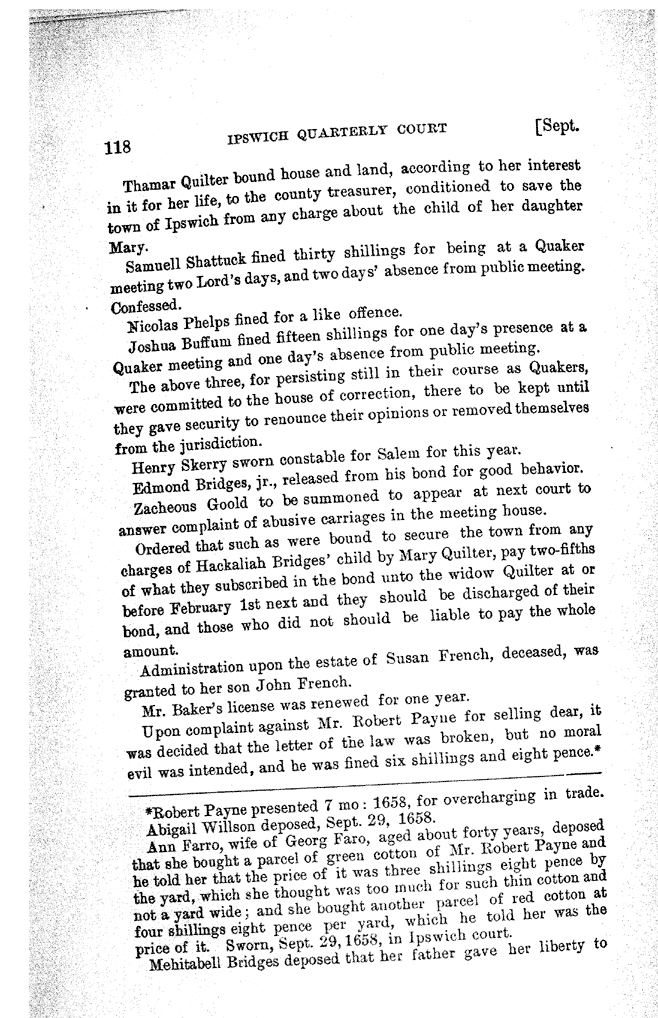 118 IPSWICH QUARTERLY COURT [Sept.
Thamar Quilter bound house and land, according to her interest
in it for her life, to the county treasurer, conditioned to save the
town of Ipswich from any charge about the child of her daughter
Mary.
Samuell Shattuck fined thirty shillings for being at a Quaker
meeting two Lord's days, and two days' absence from public meeting.
Confessed.
Nicolas Phelps fined for a like offence.
Joshua Buffum fined fifteen shillings for one day's presence at a
Quaker meeting and one day's absence from public meeting.
The above three, for persisting still in their course as Quakers,
were committed to the house of correction, there to be kept until
they gave security to renounce their opinions or removed themselves
from the jurisdiction.
Henry Skerry sworn constable for Salem for this year.
Edmond Bridges, jr., released from his bond for good behavior.
Zacheous Goold to be summoned to appear at next court to
answer complaint of abusive carriages in the meeting house.
Ordered that such as were bound to secure the town from any
charges of Hackaliah Bridges' child by Mary Quilter, pay two-fifths
of what they subscribed in the bond unto the widow Quilter at or
before February 1st next and they should be discharged of their
bond, and those who did not should be liable to pay the whole
amount.
Administration upon the estate of Susan French, deceased, was
granted to her son John French.
Mr. Baker's license was renewed for one year.
Upon complaint against Mr. Robert Payne for selling dear, it
was decided that the letter of the law was broken, but no moral
evil was intended, and he was fined six shillings and eight pence.*
*Robert Payne presented 7 mo : 1658, for overcharging in trade.
Abigail Willson deposed, Sept. 29, 1658.
Ann Farro, wife of Georg Faro, aged about forty years, deposed
that she bought a parcel of green cotton of Mr. Robert Payne and
he told her that the price of it was three shillings eight pence by
the yard, which she thought was too much for such thin cotton and
not a yard wide; and she bought another parcel of red cotton at
four shillings eight pence per yard, which he told her was the
price of it. Sworn, Sept. 29, 1658, in Ipswich court.
Mehitabell Bridges deposed that her father gave her liberty to